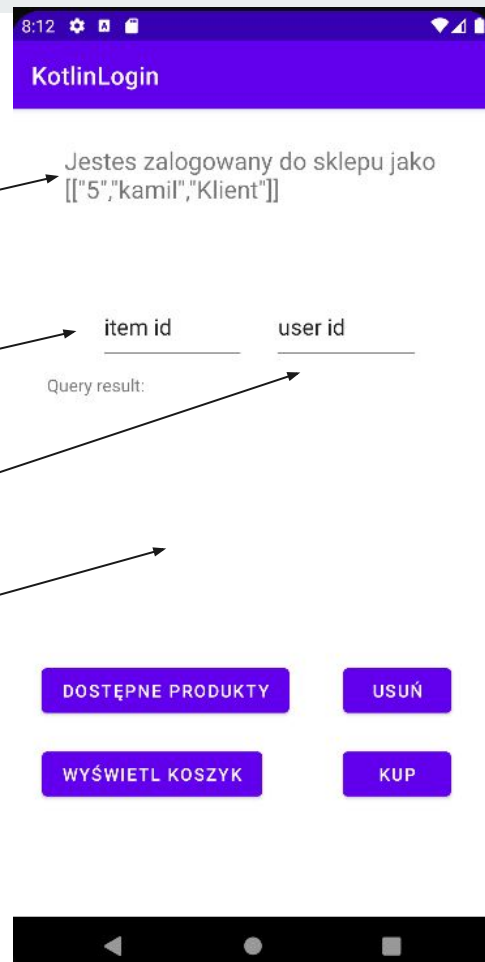 8:12
KotlinLogin
Jestes zalogowany do sklepu jako
[["5","kamil","Klient"]]
item id
user id
Query result:
DOSTĘPNE PRODUKTY
USUŃ
WYŚWIETL KOSZYK
KUP